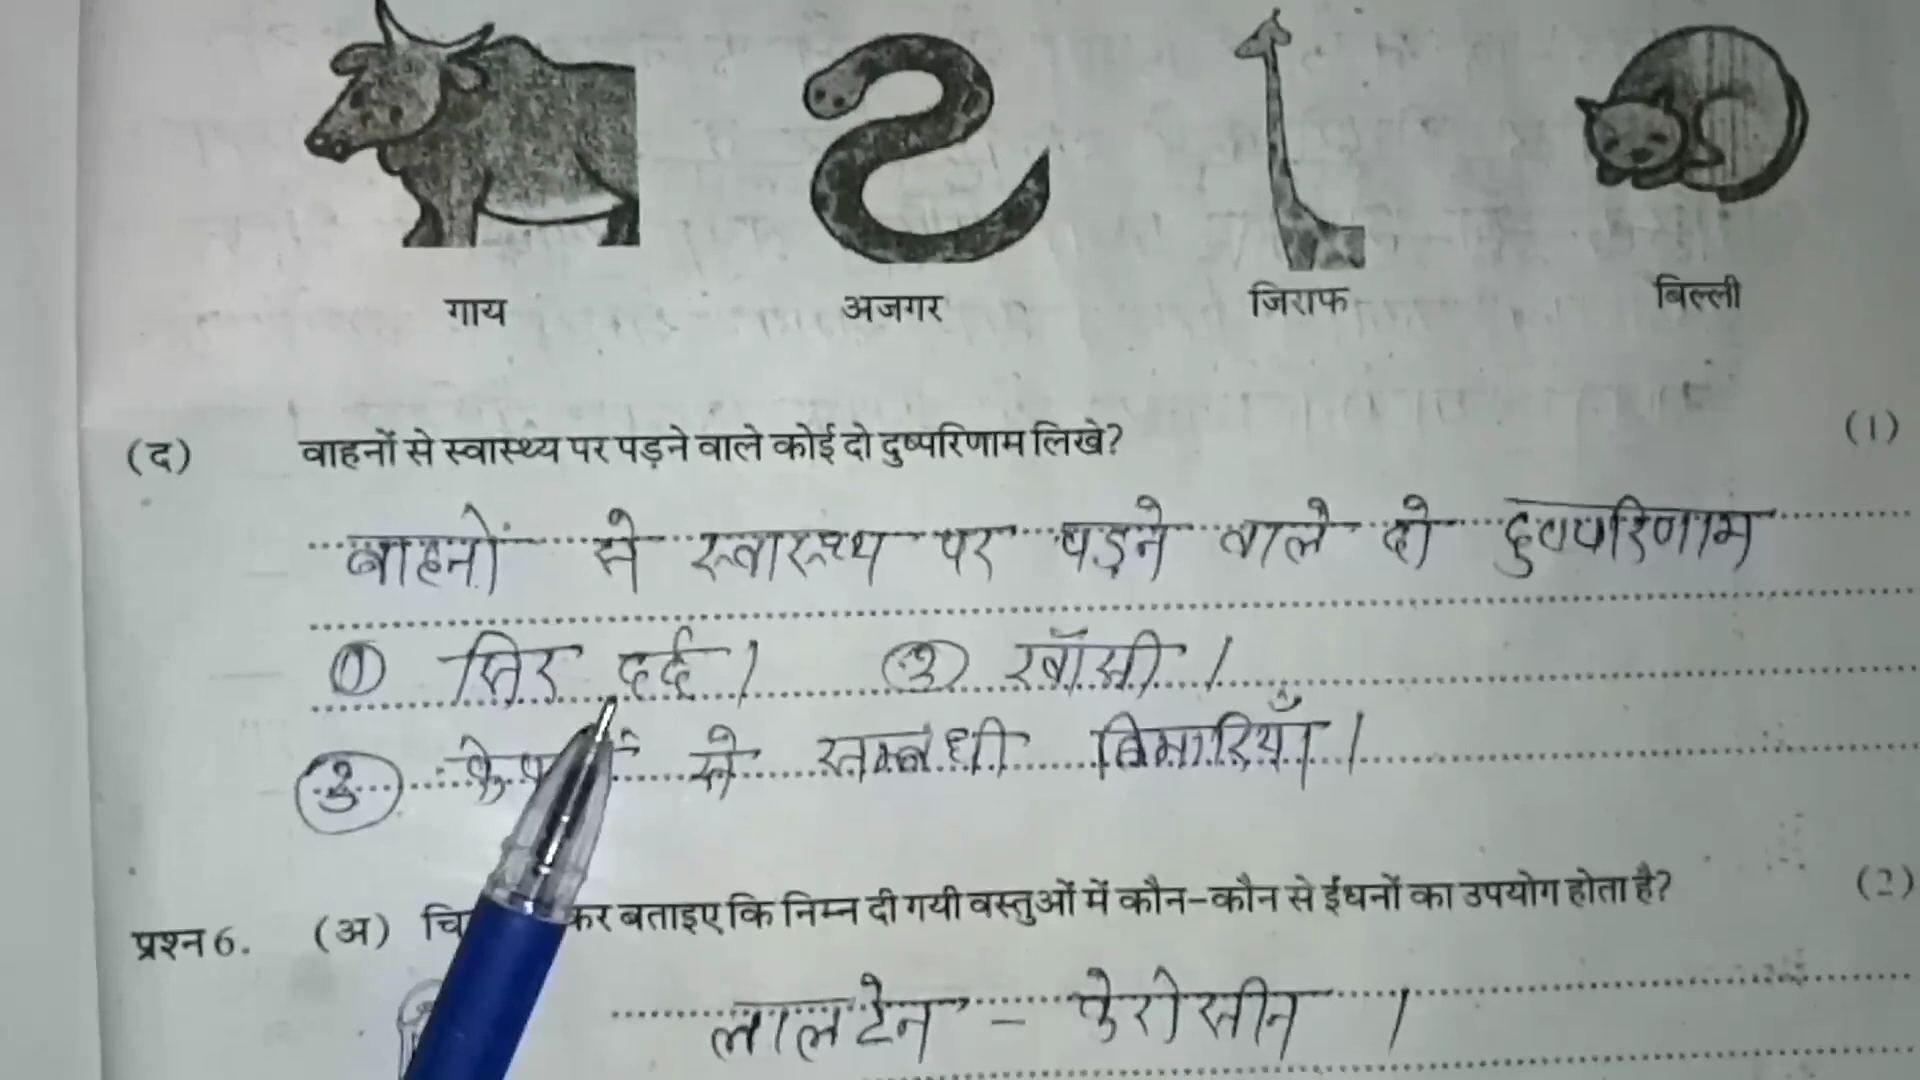 गाय अजगर जिराफ बिल्ली
(द) वाहनों से स्वास्थ्य पर पड़ने वाले कोई दो दुष्परिणाम लिखे? (1)
वाहनों से स्वास्थ्य पर पड़ने वाले दो दुष्परिणाम
① सिर दर्द। ② खाँसी।
③ से सम्बंधी बिमारियाँ।
प्रश्न 6. (अ) कर बताइए कि निम्न दी गयी वस्तुओं में कौन-कौन से ईंधनों का उपयोग होता है? (2)
लालटेन - केरोसीन।